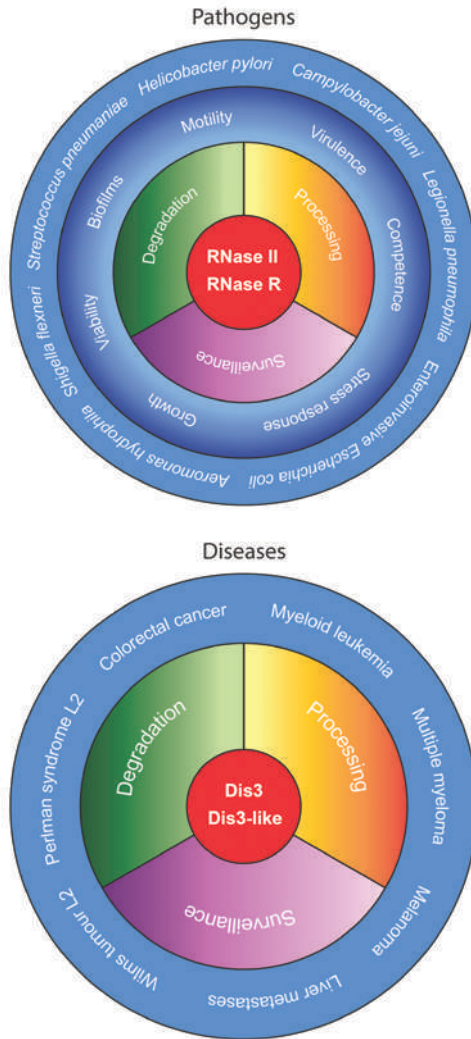 Pathogens
Helicobacter pylori
Campylobacter jejuni
Legionella pneumophila
Enteroinvasive Escherichia coli
Aeromonas hydrophila
Shigella flexneri
Streptococcus pneumaniae
Motility
Virulence
Competence
Stress response
Growth
Viability
Biofilms
Degradation
Processing
Surveillance
RNase II
RNase R
Diseases
Colorectal cancer
Myeloid leukemia
Multiple myeloma
Melanoma
Liver metastases
Wilms tumour L2
Perlman syndrome L2
Degradation
Processing
Surveillance
Dis3
Dis3-like